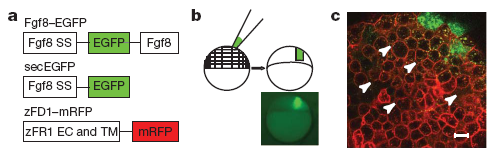 a
Fgf8–EGFP
Fgf8 SS EGFP Fgf8
secEGFP
Fgf8 SS EGFP
zFD1–mRFP
zFR1 EC and TM mRFP
b
c